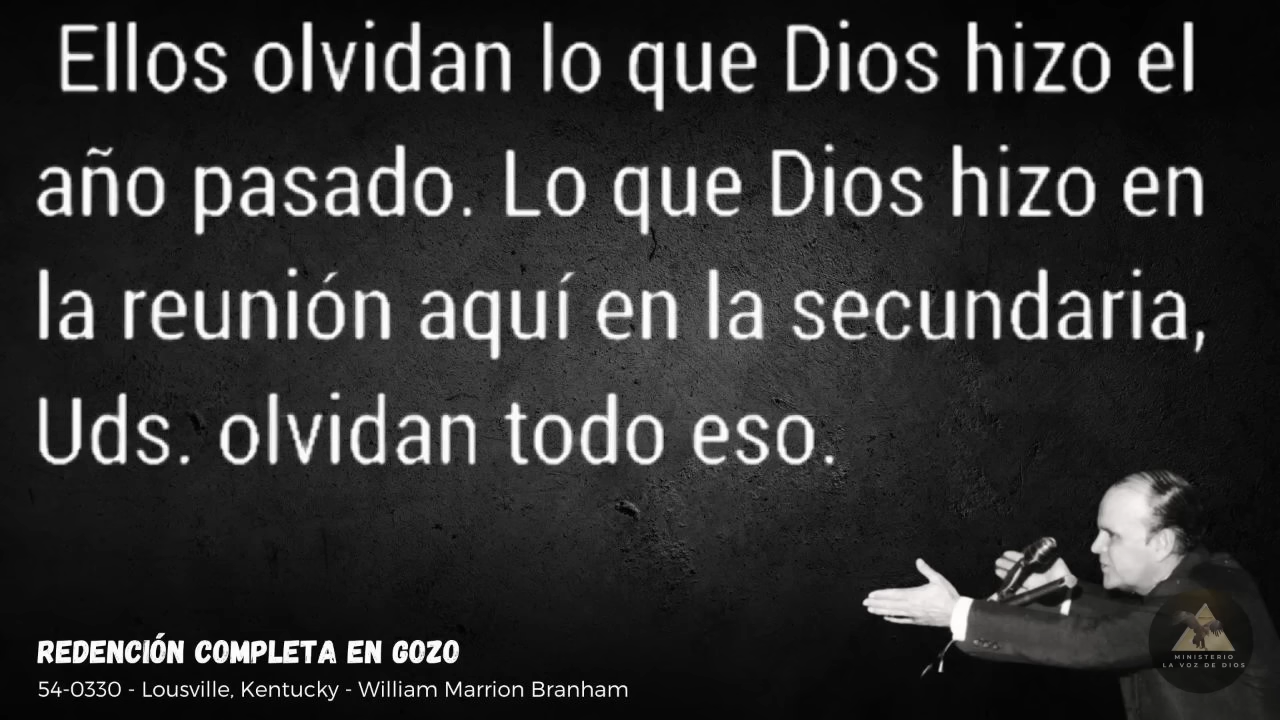 Ellos olvidan lo que Dios hizo el
año pasado. Lo que Dios hizo en
la reunión aquí en la secundaria,
Uds. olvidan todo eso.
REDENCIÓN COMPLETA EN GOZO
54-0330 - Lousville, Kentucky - William Marrion Branham
MINISTERIO
LA VOZ DE DIOS